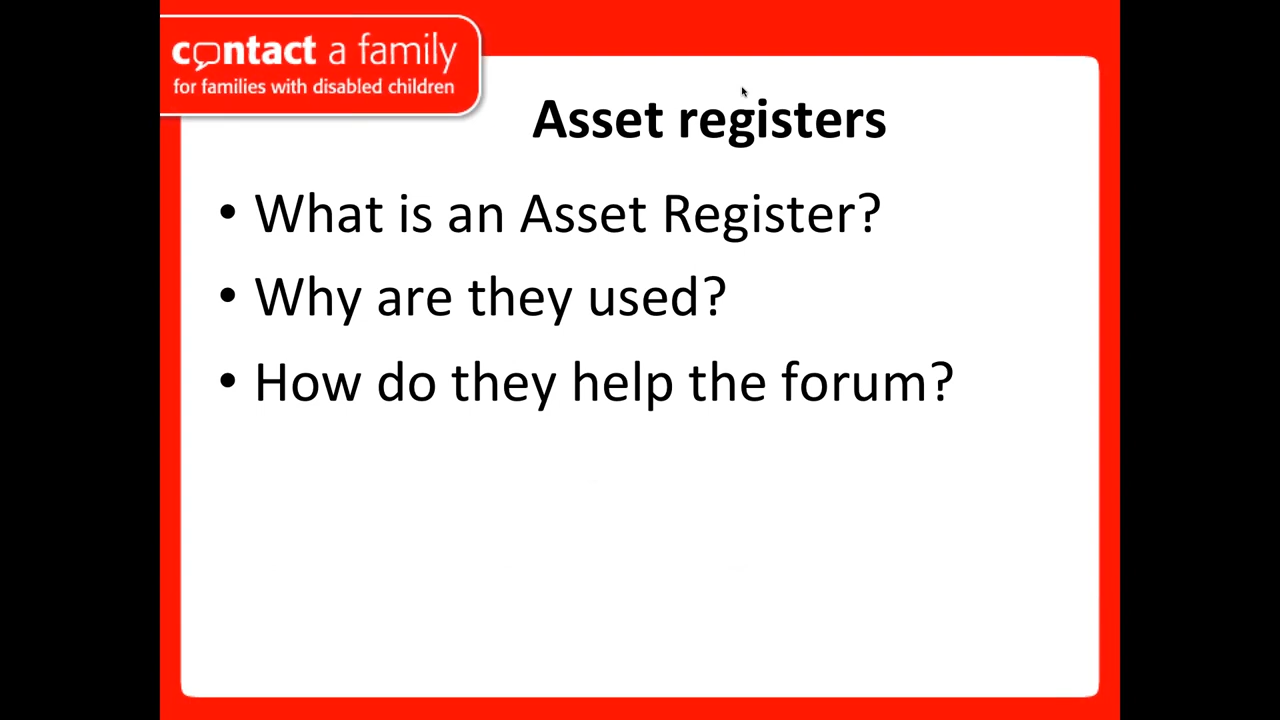 contact a family
for families with disabled children
Asset registers
• What is an Asset Register?
• Why are they used?
• How do they help the forum?